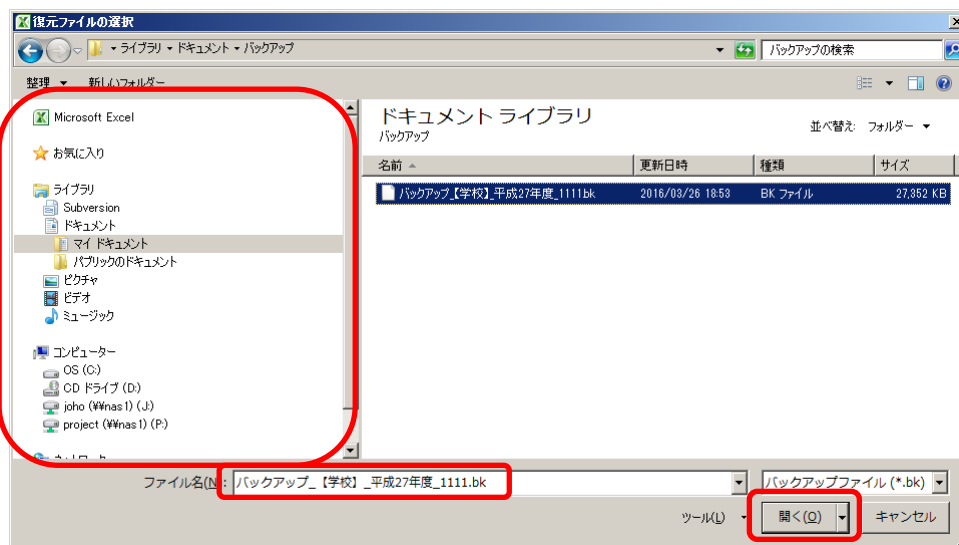 復元ファイルの選択
▸ ライブラリ ▸ ドキュメント ▸ バックアップ
バックアップの検索
整理 ▼ 新しいフォルダー
Microsoft Excel
お気に入り
ライブラリ
Subversion
ドキュメント
マイ ドキュメント
パブリックのドキュメント
ピクチャ
ビデオ
ミュージック
コンピューター
OS (C:)
CD ドライブ (D:)
joho (¥¥nas1) (J:)
project (¥¥nas1) (P:)
ドキュメント ライブラリ
バックアップ
並べ替え: フォルダー ▼
名前 更新日時 種類 サイズ
バックアップ_【学校】_平成27年度_1111.bk 2016/03/26 18:53 BK ファイル 27,352 KB
ファイル名(N): バックアップ_【学校】_平成27年度_1111.bk
バックアップファイル (*.bk)
ツール(L) 開く(O) キャンセル